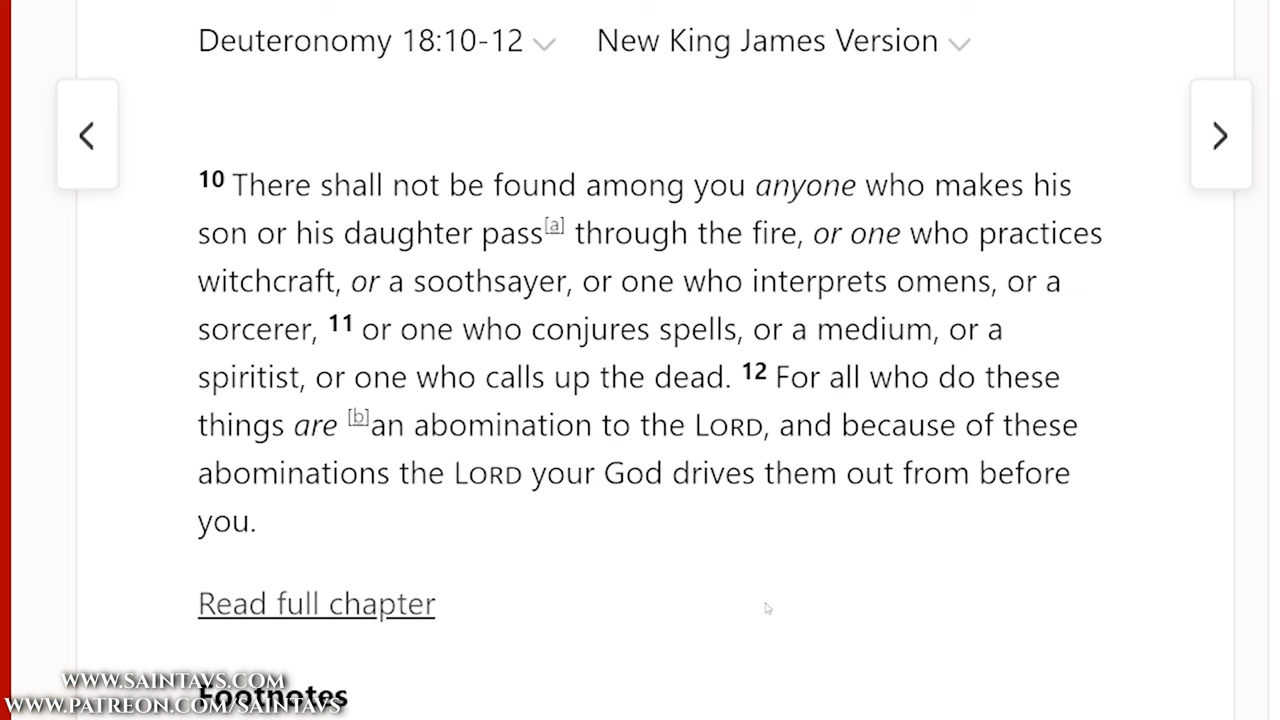 Deuteronomy 18:10-12 New King James Version
10 There shall not be found among you anyone who makes his
son or his daughter pass[a] through the fire, or one who practices
witchcraft, or a soothsayer, or one who interprets omens, or a
sorcerer, 11 or one who conjures spells, or a medium, or a
spiritist, or one who calls up the dead. 12 For all who do these
things are [b]an abomination to the LORD, and because of these
abominations the LORD your God drives them out from before
you.
Read full chapter
WWW.SAINTAVS.COM
Footnotes
WWW.PATREON.COM/SAINTAVS